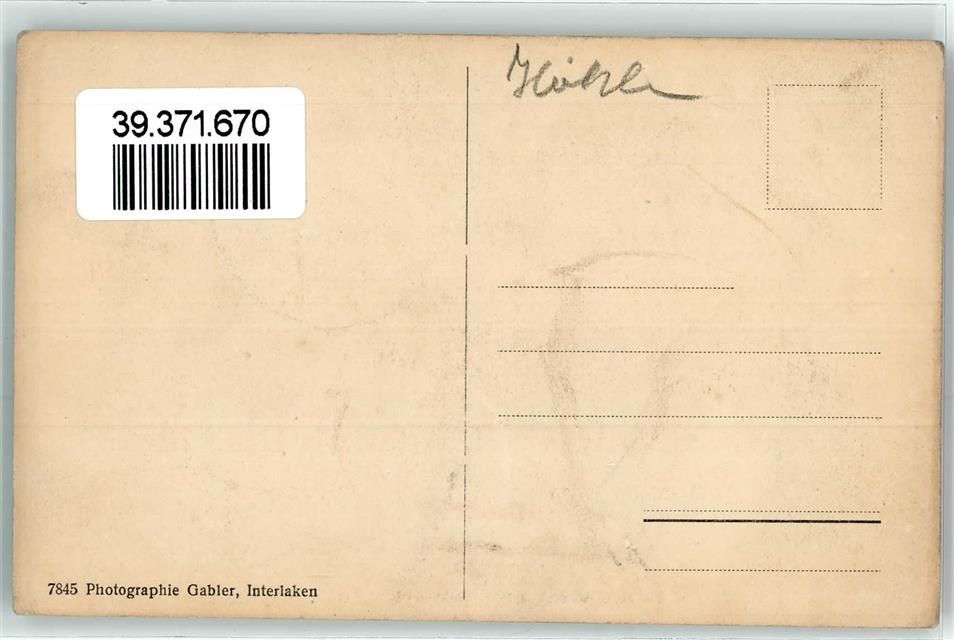 39.371.670
7845 Photographie Gabler, Interlaken